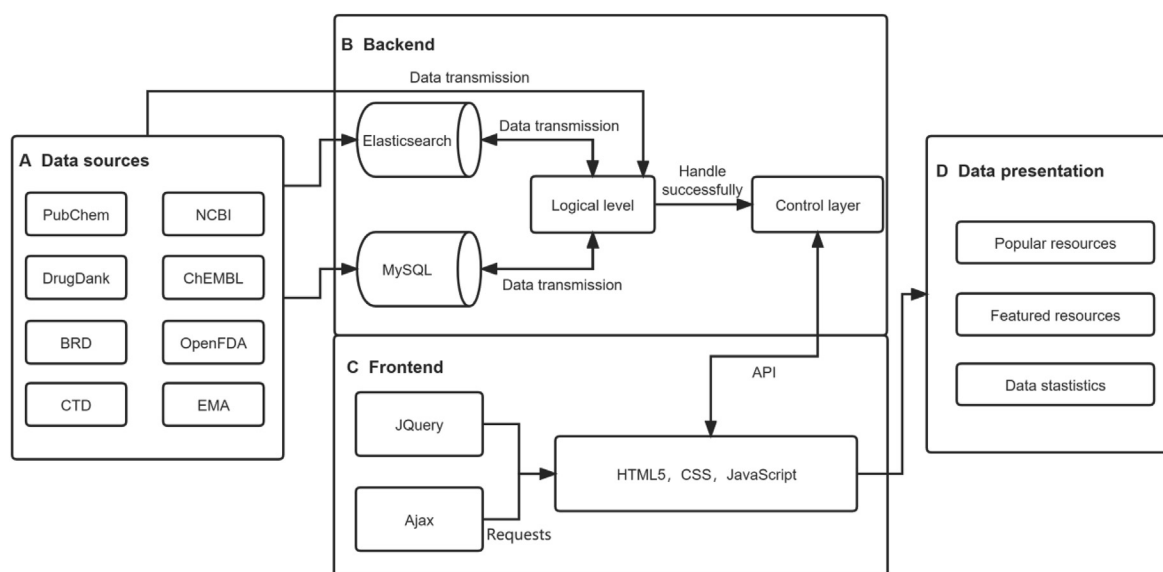 A Data sources
PubChem
NCBI
DrugDank
ChEMBL
BRD
OpenFDA
CTD
EMA
B Backend
Data transmission
Elasticsearch
Data transmission
Logical level
Handle
successfully
Control layer
MySQL
Data transmission
C Frontend
API
JQuery
HTML5, CSS, JavaScript
Ajax
Requests
D Data presentation
Popular resources
Featured resources
Data stastistics